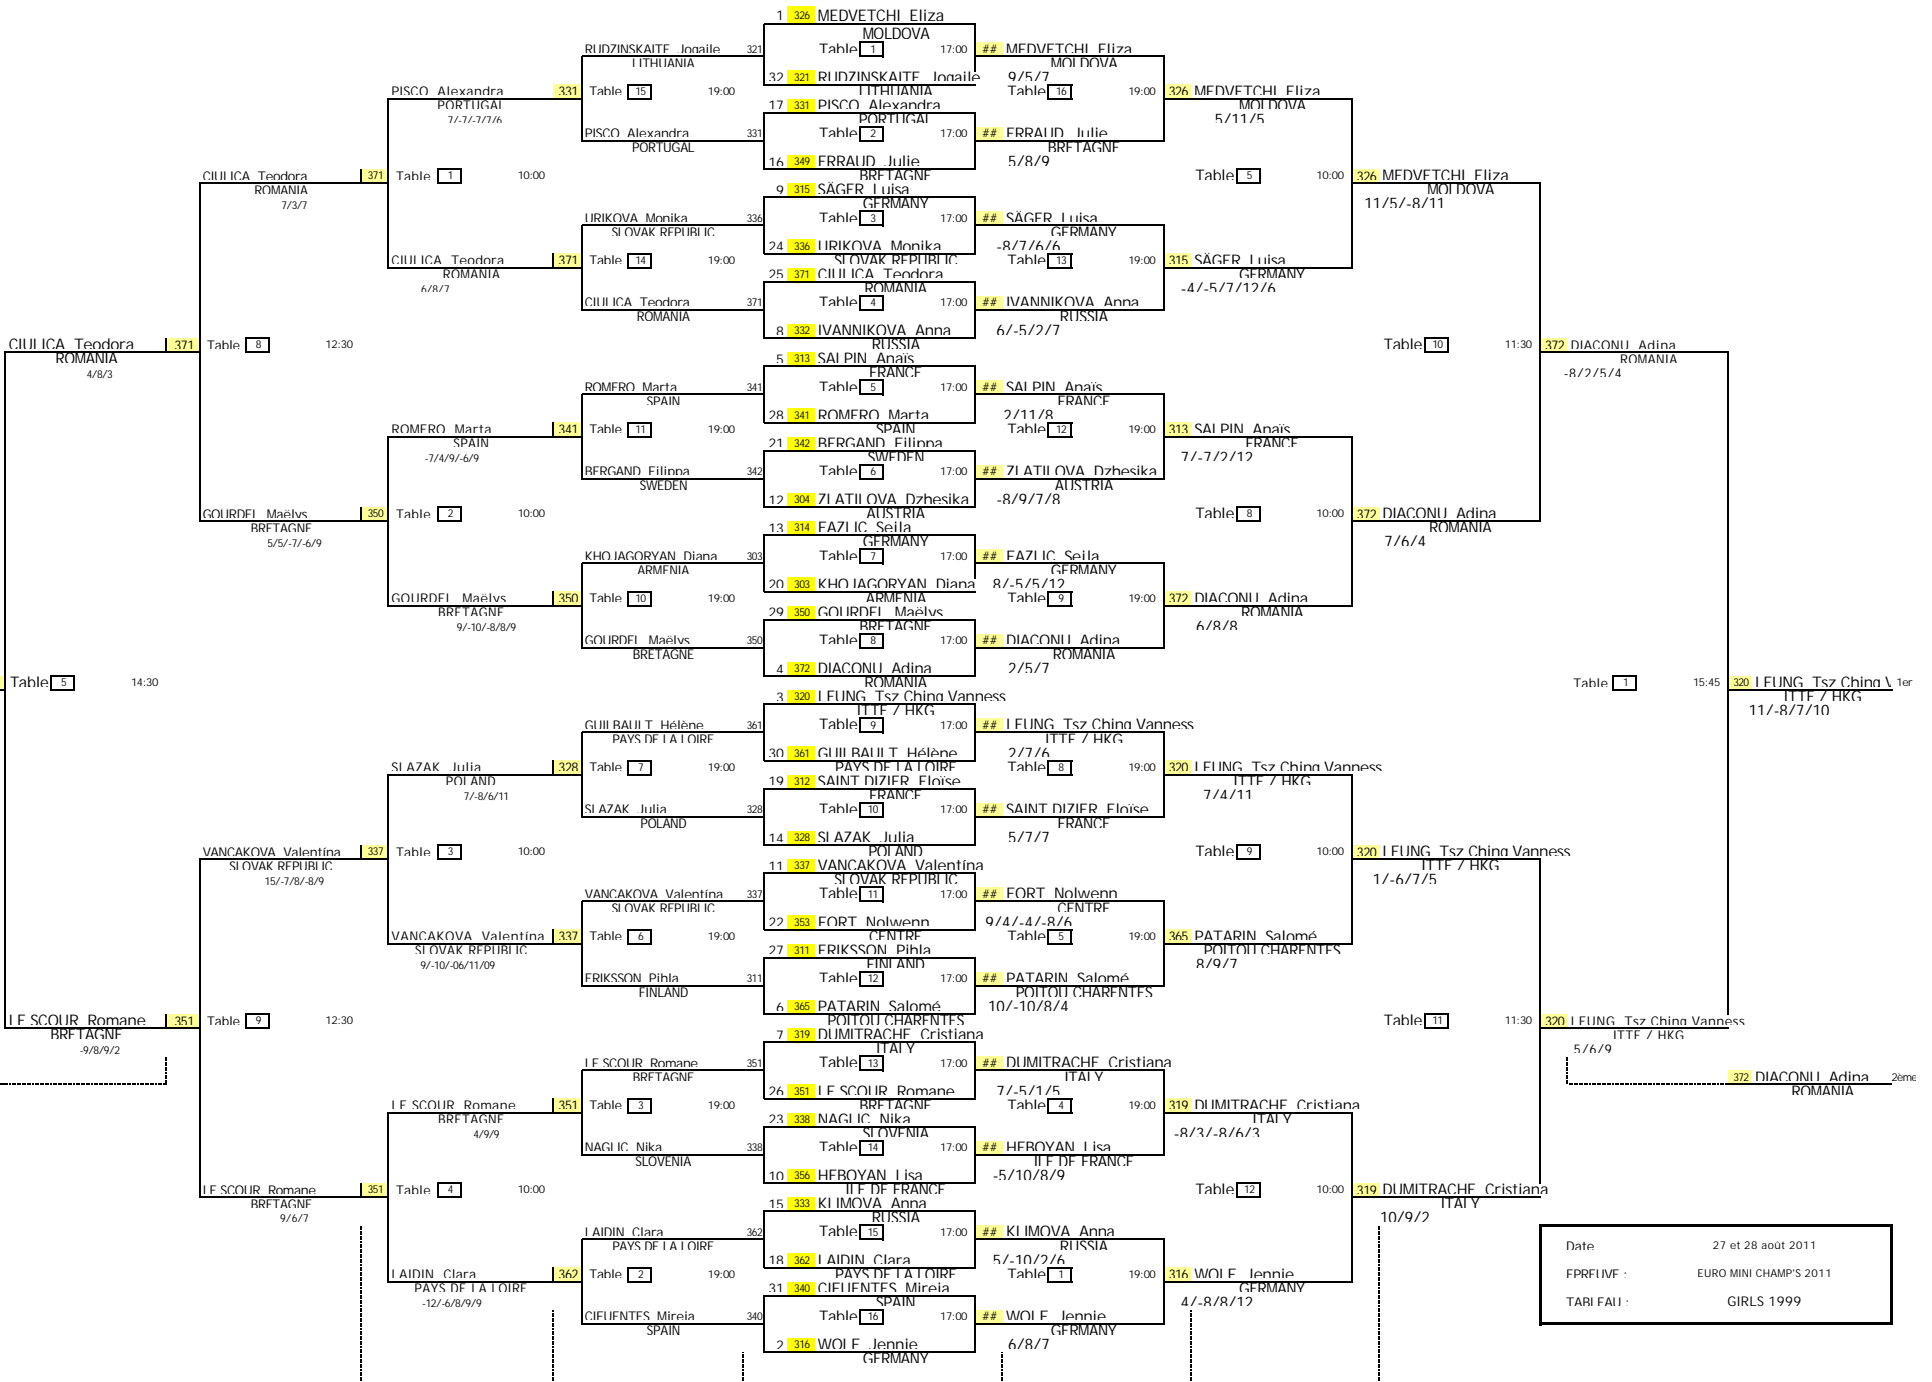 1 326 MEDVETCHI Eliza
MOLDOVA
RUDZINSKAITE Jogaile 321 Table 1 17:00 ## MEDVETCHI Eliza
LITHUANIA MOLDOVA
32 321 RUDZINSKAITE Jogaile 9/5/7
LITHUANIA
PISCO Alexandra 331 Table 15 19:00 Table 16 19:00 326 MEDVETCHI Eliza
PORTUGAL 17 331 PISCO Alexandra MOLDOVA
7/-7/-7/7/6 PORTUGAL 5/11/5
PISCO Alexandra 331 Table 2 17:00 ## ERRAUD Julie
PORTUGAL BRETAGNE
16 349 ERRAUD Julie 5/8/9
BRETAGNE
CIULICA Teodora 371 Table 1 10:00 Table 5 10:00 326 MEDVETCHI Eliza
ROMANIA 9 315 SÄGER Luisa MOLDOVA
7/3/7 GERMANY 11/5/-8/11
URIKOVA Monika 336 Table 3 17:00 ## SÄGER Luisa
SLOVAK REPUBLIC GERMANY
24 336 URIKOVA Monika -8/7/6/6
SLOVAK REPUBLIC
CIULICA Teodora 371 Table 14 19:00 Table 13 19:00 315 SÄGER Luisa
ROMANIA 25 371 CIULICA Teodora GERMANY
6/8/7 ROMANIA -4/-5/7/12/6
CIULICA Teodora 371 Table 4 17:00 ## IVANNIKOVA Anna
ROMANIA RUSSIA
8 332 IVANNIKOVA Anna 6/-5/2/7
RUSSIA
CIULICA Teodora 371 Table 8 12:30 Table 10 11:30 372 DIACONU Adina
ROMANIA 5 313 SALPIN Anaïs ROMANIA
4/8/3 FRANCE -8/2/5/4
ROMERO Marta 341 Table 5 17:00 ## SALPIN Anaïs
SPAIN FRANCE
28 341 ROMERO Marta 2/11/8
SPAIN
ROMERO Marta 341 Table 11 19:00 Table 12 19:00 313 SALPIN Anaïs
SPAIN 21 342 BERGAND Filippa FRANCE
-7/4/9/-6/9 SWEDEN 7/-7/2/12
BERGAND Filippa 342 Table 6 17:00 ## ZLATILOVA Dzhesika
SWEDEN AUSTRIA
12 304 ZLATILOVA Dzhesika -8/9/7/8
AUSTRIA
GOURDEL Maëlys 350 Table 2 10:00 Table 8 10:00 372 DIACONU Adina
BRETAGNE 13 314 FAZLIC Sejla ROMANIA
5/5/-7/-6/9 GERMANY 7/6/4
KHOJAGORYAN Diana 303 Table 7 17:00 ## FAZLIC Sejla
ARMENIA GERMANY
20 303 KHOJAGORYAN Diana 8/-5/5/12
ARMENIA
GOURDEL Maëlys 350 Table 10 19:00 Table 9 19:00 372 DIACONU Adina
BRETAGNE 29 350 GOURDEL Maëlys ROMANIA
9/-10/-8/8/9 BRETAGNE 6/8/8
GOURDEL Maëlys 350 Table 8 17:00 ## DIACONU Adina
BRETAGNE ROMANIA
4 372 DIACONU Adina 2/5/7
ROMANIA
Table 5 14:30 Table 1 15:45 320 LEUNG Tsz Ching V 1er
3 320 LEUNG Tsz Ching Vanness ITTF / HKG
ITTF / HKG 11/-8/7/10
GUILBAULT Hélène 361 Table 9 17:00 ## LEUNG Tsz Ching Vanness
PAYS DE LA LOIRE ITTF / HKG
30 361 GUILBAULT Hélène 2/7/6
PAYS DE LA LOIRE
SLAZAK Julia 328 Table 7 19:00 Table 8 19:00 320 LEUNG Tsz Ching Vanness
POLAND 19 312 SAINT DIZIER Eloïse ITTF / HKG
7/-8/6/11 FRANCE 7/4/11
SLAZAK Julia 328 Table 10 17:00 ## SAINT DIZIER Eloïse
POLAND FRANCE
14 328 SLAZAK Julia 5/7/7
POLAND
VANCAKOVA Valentína 337 Table 3 10:00 Table 9 10:00 320 LEUNG Tsz Ching Vanness
SLOVAK REPUBLIC 11 337 VANCAKOVA Valentína ITTF / HKG
15/-7/8/-8/9 SLOVAK REPUBLIC 1/-6/7/5
VANCAKOVA Valentína 337 Table 11 17:00 ## FORT Nolwenn
SLOVAK REPUBLIC CENTRE
22 353 FORT Nolwenn 9/4/-4/-8/6
CENTRE
VANCAKOVA Valentína 337 Table 6 19:00 Table 5 19:00 365 PATARIN Salomé
SLOVAK REPUBLIC 27 311 ERIKSSON Pihla POITOU CHARENTES
9/-10/-06/11/09 FINLAND 8/9/7
ERIKSSON Pihla 311 Table 12 17:00 ## PATARIN Salomé
FINLAND POITOU CHARENTES
6 365 PATARIN Salomé 10/-10/8/4
POITOU CHARENTES
LE SCOUR Romane 351 Table 9 12:30 Table 11 11:30 320 LEUNG Tsz Ching Vanness
BRETAGNE 7 319 DUMITRACHE Cristiana ITTF / HKG
-9/8/9/2 ITALY 5/6/9
LE SCOUR Romane 351 Table 13 17:00 ## DUMITRACHE Cristiana
BRETAGNE ITALY 372 DIACONU Adina 2ème
26 351 LE SCOUR Romane 7/-5/1/5 ROMANIA
BRETAGNE
LE SCOUR Romane 351 Table 3 19:00 Table 4 19:00 319 DUMITRACHE Cristiana
BRETAGNE 23 338 NAGLIC Nika ITALY
4/9/9 SLOVENIA -8/3/-8/6/3
NAGLIC Nika 338 Table 14 17:00 ## HEBOYAN Lisa
SLOVENIA ILE DE FRANCE
10 356 HEBOYAN Lisa -5/10/8/9
ILE DE FRANCE
LE SCOUR Romane 351 Table 4 10:00 Table 12 10:00 319 DUMITRACHE Cristiana
BRETAGNE 15 333 KLIMOVA Anna ITALY
9/6/7 RUSSIA 10/9/2
LAIDIN Clara 362 Table 15 17:00 ## KLIMOVA Anna
PAYS DE LA LOIRE RUSSIA
18 362 LAIDIN Clara 5/-10/2/6
PAYS DE LA LOIRE
LAIDIN Clara 362 Table 2 19:00 Table 1 19:00 316 WOLF Jennie
PAYS DE LA LOIRE 31 340 CIFUENTES Mireia GERMANY
-12/-6/8/9/9 SPAIN 4/-8/8/12
CIFUENTES Mireia 340 Table 16 17:00 ## WOLF Jennie
SPAIN GERMANY
2 316 WOLF Jennie 6/8/7
GERMANY
Date 27 et 28 août 2011
EPREUVE : EURO MINI CHAMP'S 2011
TABLEAU : GIRLS 1999